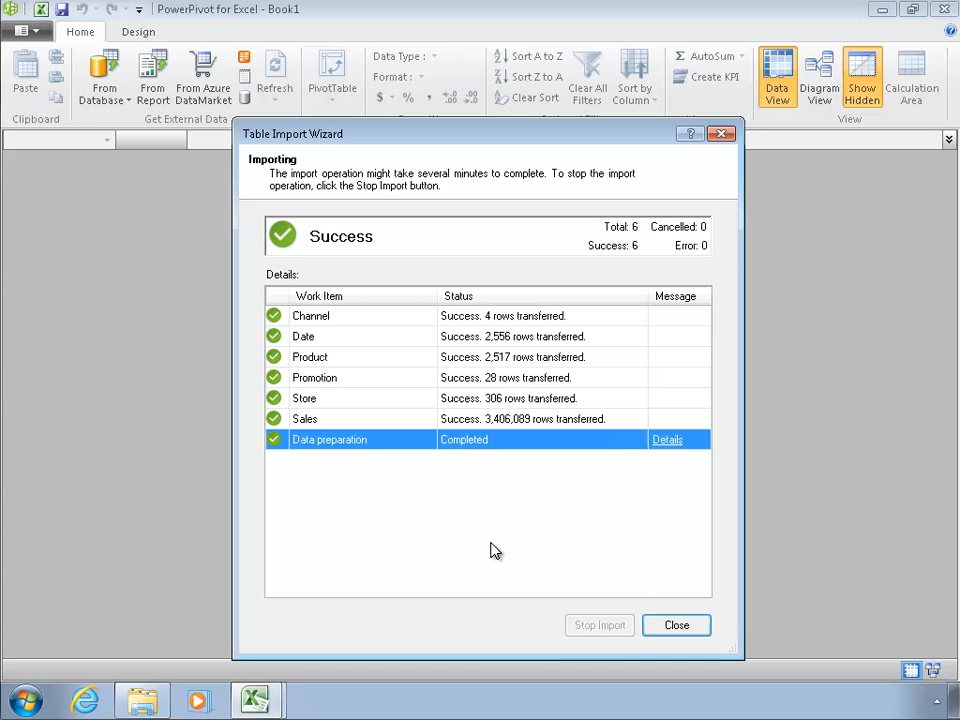 PowerPivot for Excel - Book1
Home
Design
Paste
Clipboard
From Database
From Report
From Azure DataMarket
Get External Data
Refresh
PivotTable
Data Type :
Format :
$ % ,
Sort A to Z
Sort Z to A
Clear Sort
Clear All Filters
Sort by Column
AutoSum
Create KPI
Data View
Diagram View
Show Hidden
Calculation Area
View
Table Import Wizard
Importing
The import operation might take several minutes to complete. To stop the import
operation, click the Stop Import button.
Success
Total: 6 Cancelled: 0
Success: 6 Error: 0
Details:
Work Item Status Message
Channel Success. 4 rows transferred.
Date Success. 2,556 rows transferred.
Product Success. 2,517 rows transferred.
Promotion Success. 28 rows transferred.
Store Success. 306 rows transferred.
Sales Success. 3,406,089 rows transferred.
Data preparation Completed Details
Stop Import Close